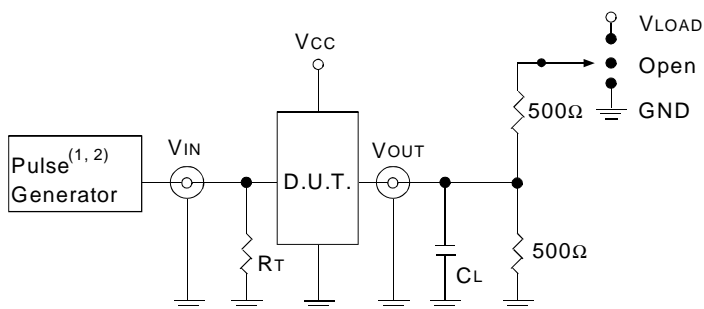 VLOAD
VCC
Open
500Ω
GND
VIN
VOUT
Pulse(1, 2)
Generator
D.U.T.
RT
CL
500Ω